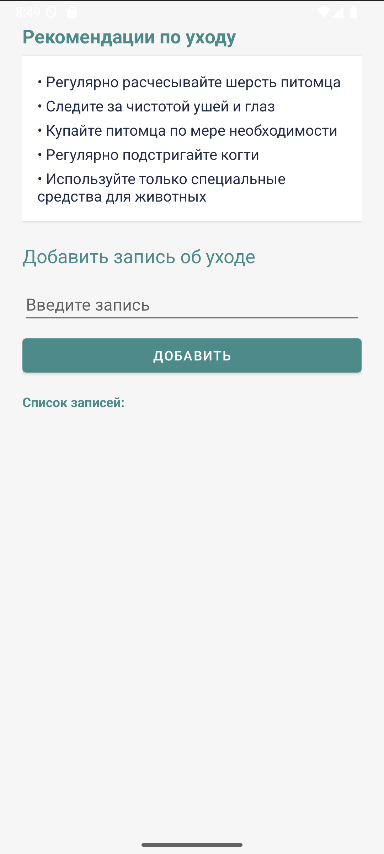 8:49
Рекомендации по уходу
• Регулярно расчесывайте шерсть питомца
• Следите за чистотой ушей и глаз
• Купайте питомца по мере необходимости
• Регулярно подстригайте когти
• Используйте только специальные
средства для животных
Добавить запись об уходе
Введите запись
ДОБАВИТЬ
Список записей: